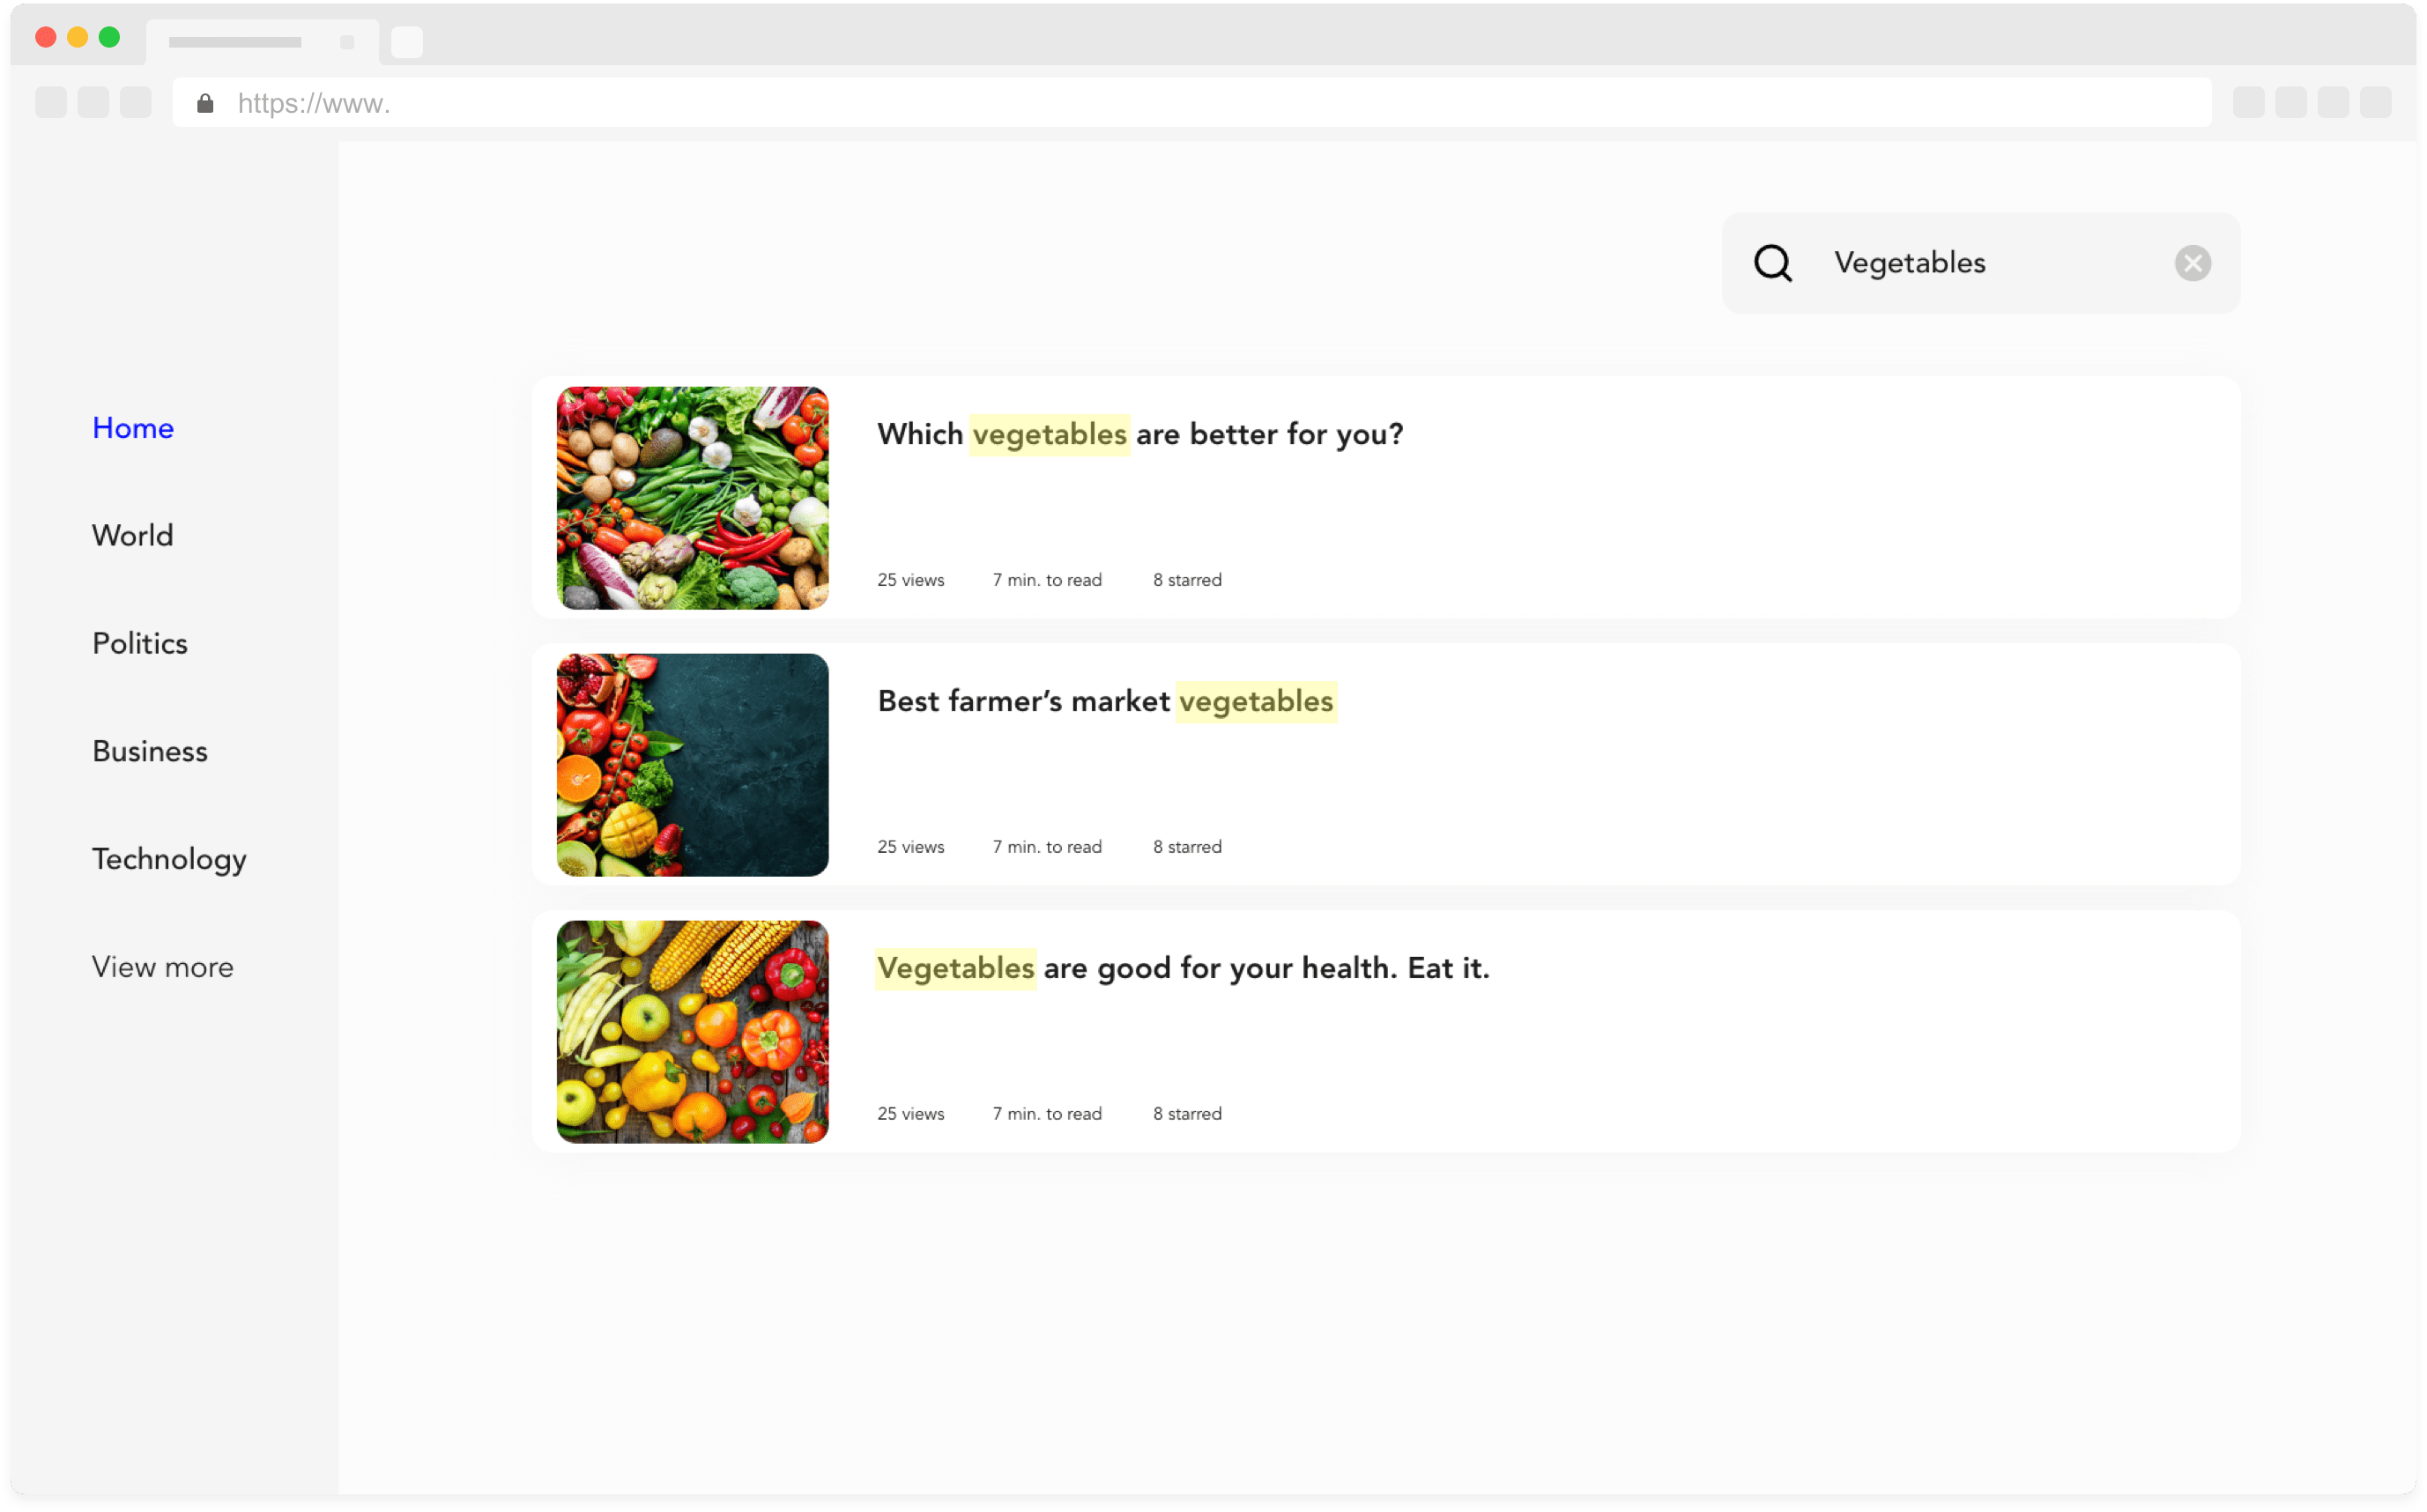 https://www.
Vegetables
Home
World
Politics
Business
Technology
View more
Which vegetables are better for you?
25 views 7 min. to read 8 starred
Best farmer’s market vegetables
25 views 7 min. to read 8 starred
Vegetables are good for your health. Eat it.
25 views 7 min. to read 8 starred